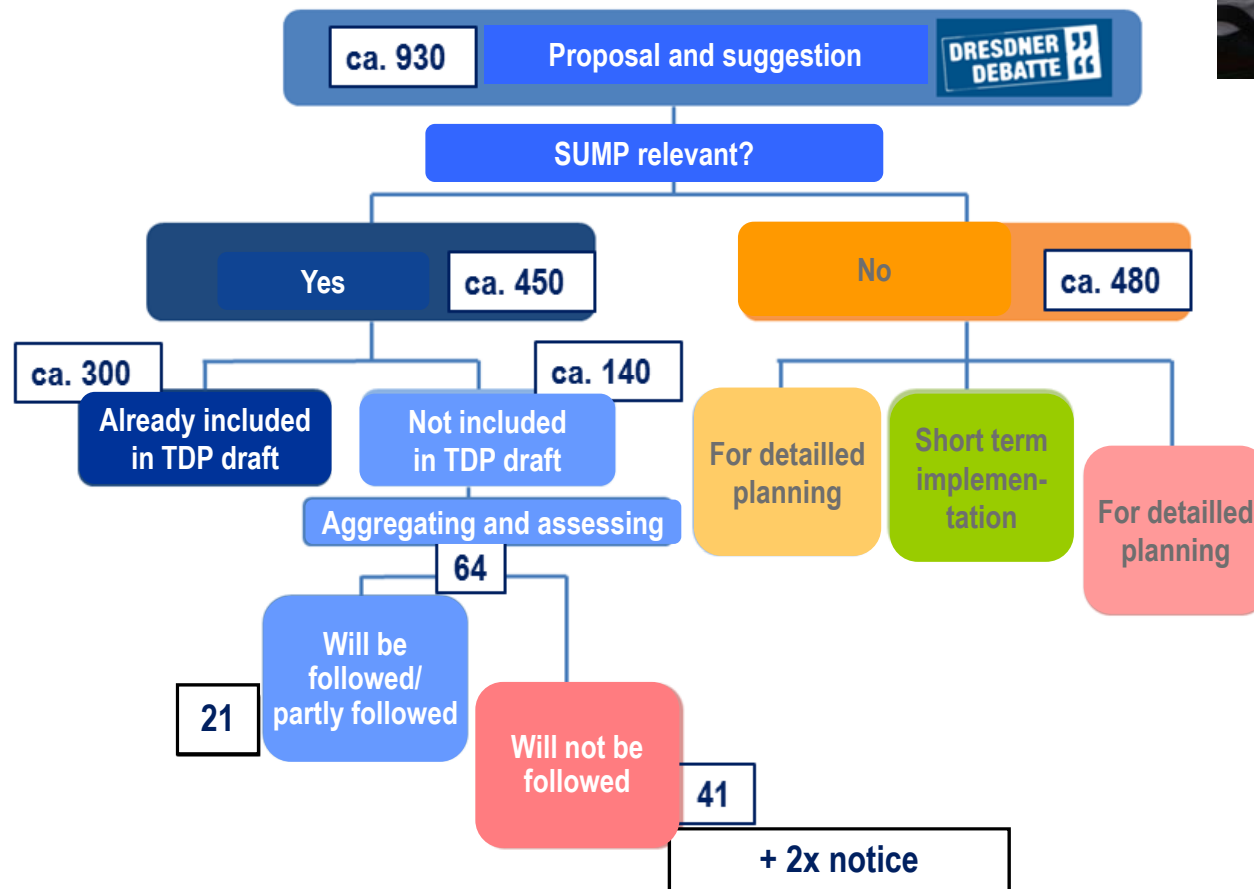 ca. 930
Proposal and suggestion
DRESDNER
DEBATTE
SUMP relevant?
Yes
ca. 450
No
ca. 480
ca. 300
Already included
in TDP draft
ca. 140
Not included
in TDP draft
For detailled
planning
Short term
implemen-
tation
For detailled
planning
Aggregating and assessing
64
Will be
followed/
partly followed
21
Will not be
followed
41
+ 2x notice